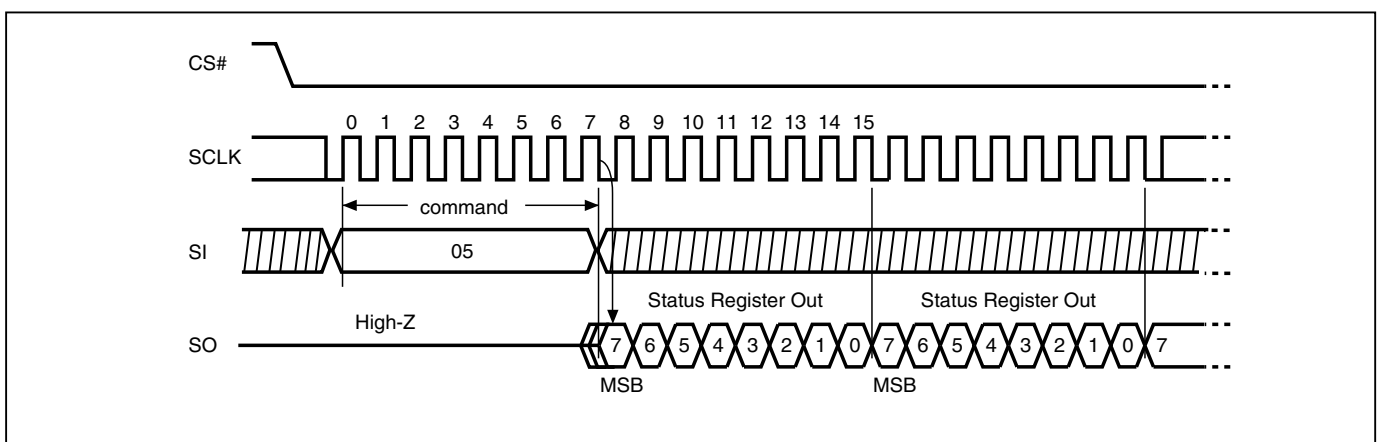 CS#
0 1 2 3 4 5 6 7 8 9 10 11 12 13 14 15
SCLK
command
SI
05
Status Register Out Status Register Out
High-Z
SO
7 6 5 4 3 2 1 0 7 6 5 4 3 2 1 0 7
MSB MSB